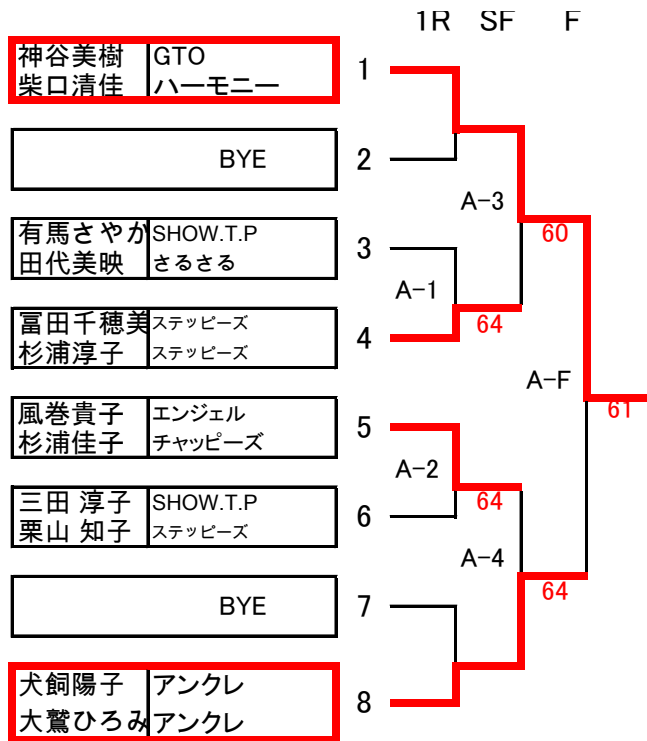 1R SF F
神谷美樹 GTO
柴口清佳 ハーモニー
1
BYE
2
A-3
有馬さやか SHOW.T.P
田代美映 さるさる
3
60
A-1
冨田千穂美 ステッピーズ
杉浦淳子 ステッピーズ
4
64
A-F
61
風巻貴子 エンジェル
杉浦佳子 チャッピーズ
5
A-2
64
三田 淳子 SHOW.T.P
栗山 知子 ステッピーズ
6
A-4
64
BYE
7
犬飼陽子 アンクレ
大鷲ひろみ アンクレ
8